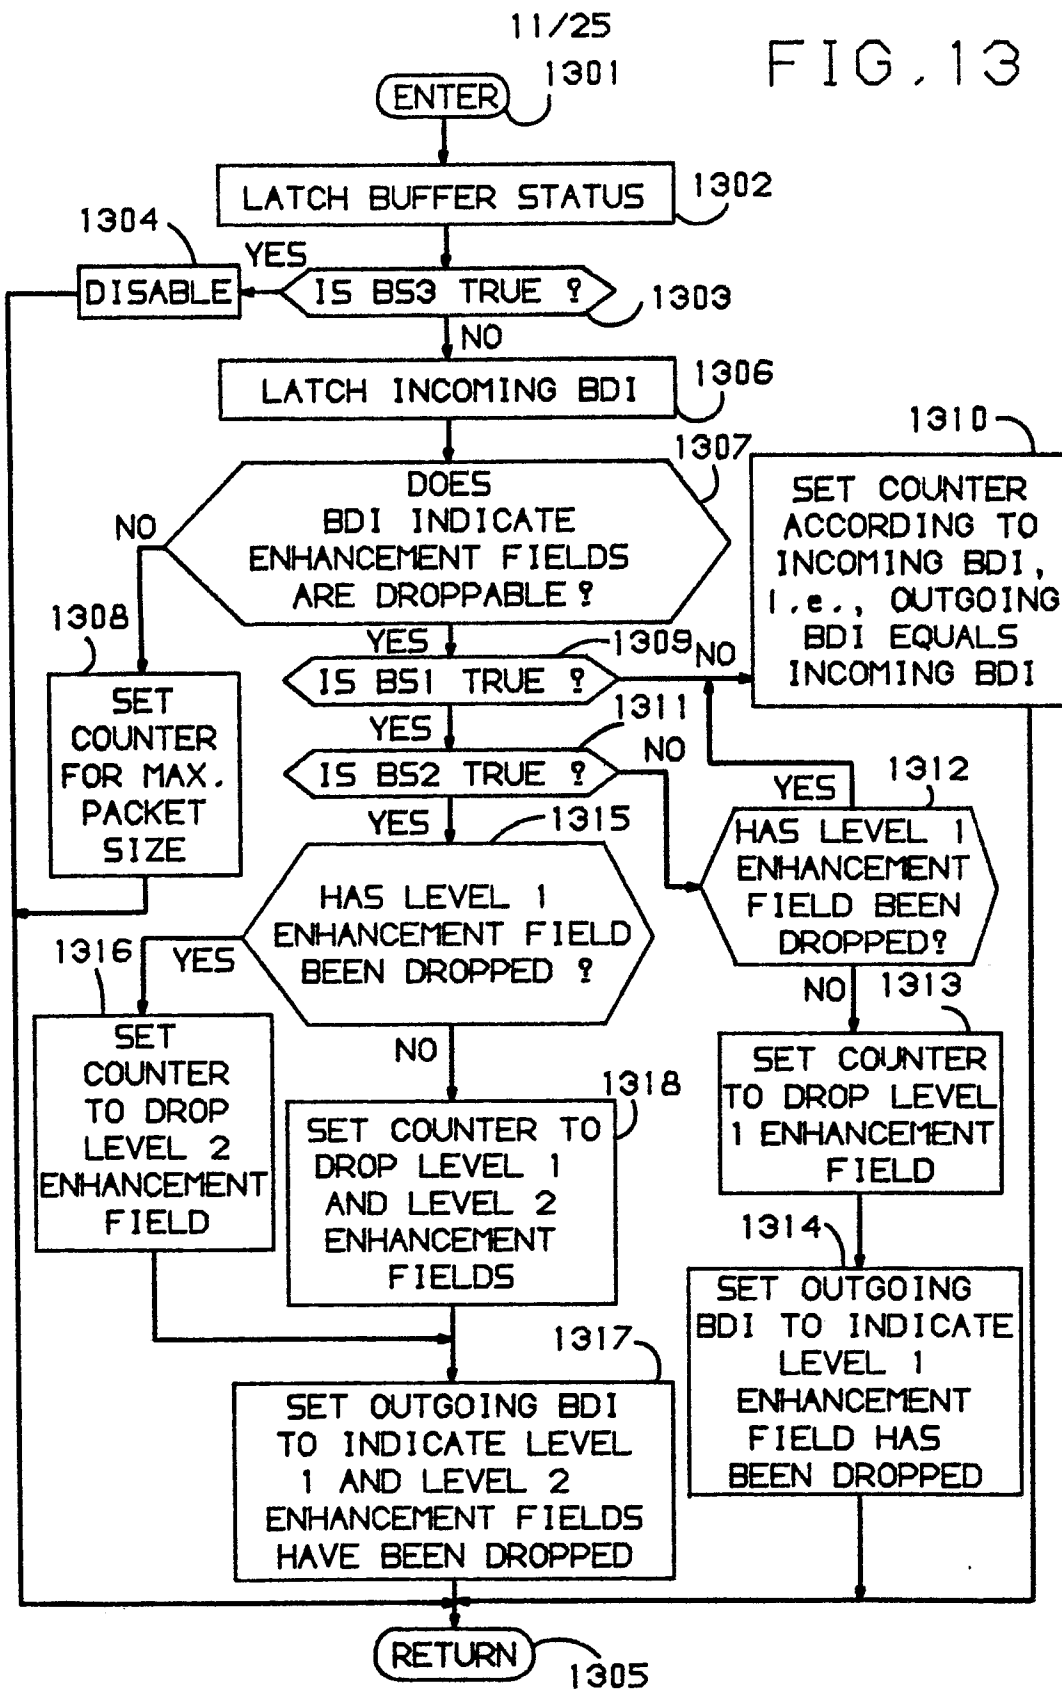 11/25
FIG. 13
1301
ENTER
1302
LATCH BUFFER STATUS
1304
YES
DISABLE
IS BS3 TRUE ?
1303
NO
1306
LATCH INCOMING BDI
1307
1310
DOES
BDI INDICATE
ENHANCEMENT FIELDS
ARE DROPPABLE ?
NO
SET COUNTER
ACCORDING TO
INCOMING BDI,
I.e., OUTGOING
BDI EQUALS
INCOMING BDI
1308
YES
1309
NO
IS BS1 TRUE ?
SET
COUNTER
FOR MAX.
PACKET
SIZE
YES
1311
NO
IS BS2 TRUE ?
1312
YES
YES
1315
HAS LEVEL 1
ENHANCEMENT
FIELD BEEN
DROPPED?
HAS LEVEL 1
ENHANCEMENT FIELD
BEEN DROPPED ?
1316
YES
NO
1313
SET
COUNTER
TO DROP
LEVEL 2
ENHANCEMENT
FIELD
NO
1318
SET COUNTER
TO DROP LEVEL
1 ENHANCEMENT
FIELD
SET COUNTER TO
DROP LEVEL 1
AND LEVEL 2
ENHANCEMENT
FIELDS
1314
SET OUTGOING
BDI TO INDICATE
LEVEL 1
ENHANCEMENT
FIELD HAS
BEEN DROPPED
1317
SET OUTGOING BDI
TO INDICATE LEVEL
1 AND LEVEL 2
ENHANCEMENT FIELDS
HAVE BEEN DROPPED
RETURN
1305